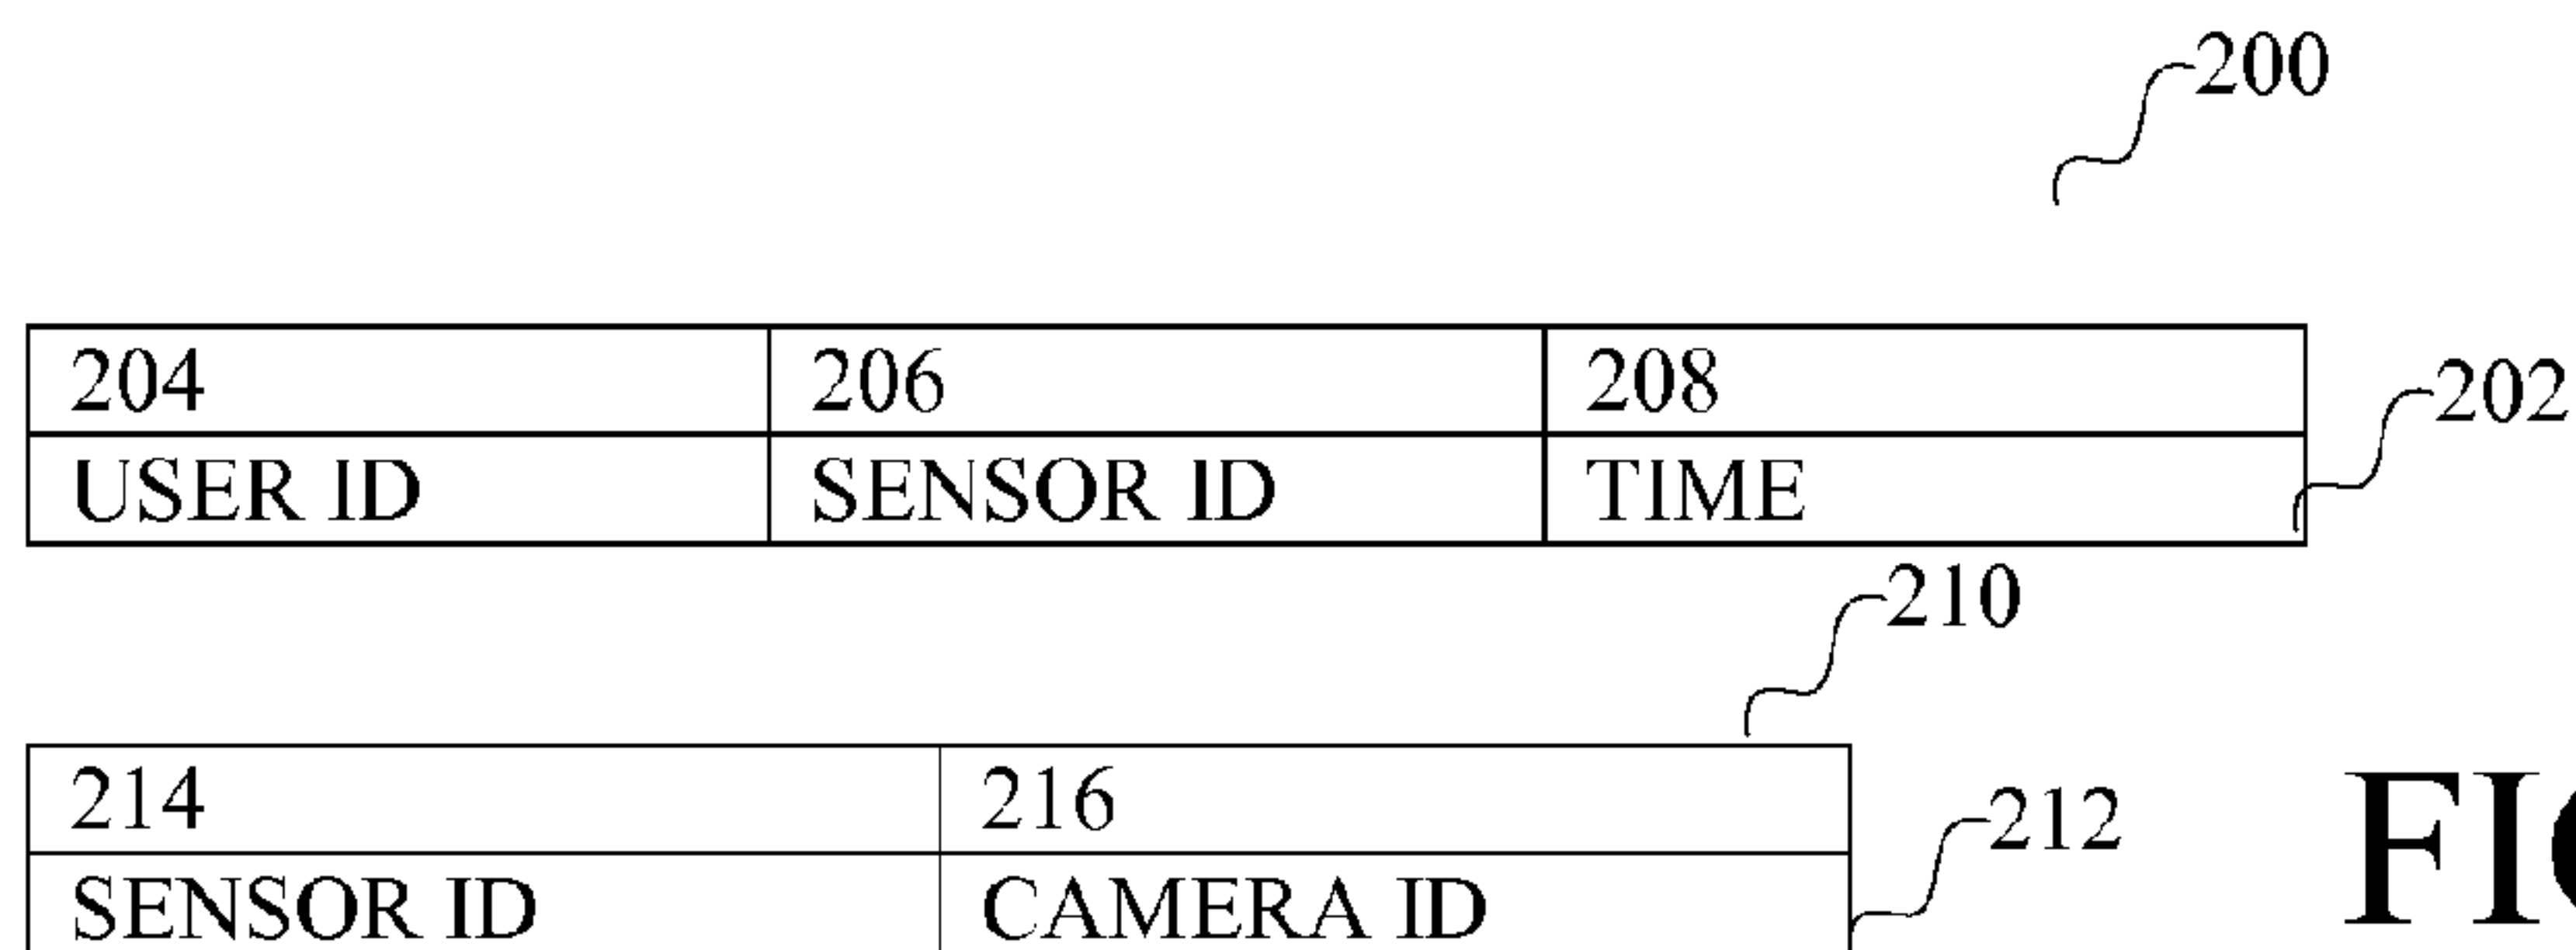 200
204 206 208
202
USER ID SENSOR ID TIME
210
214 216
212
SENSOR ID CAMERA ID